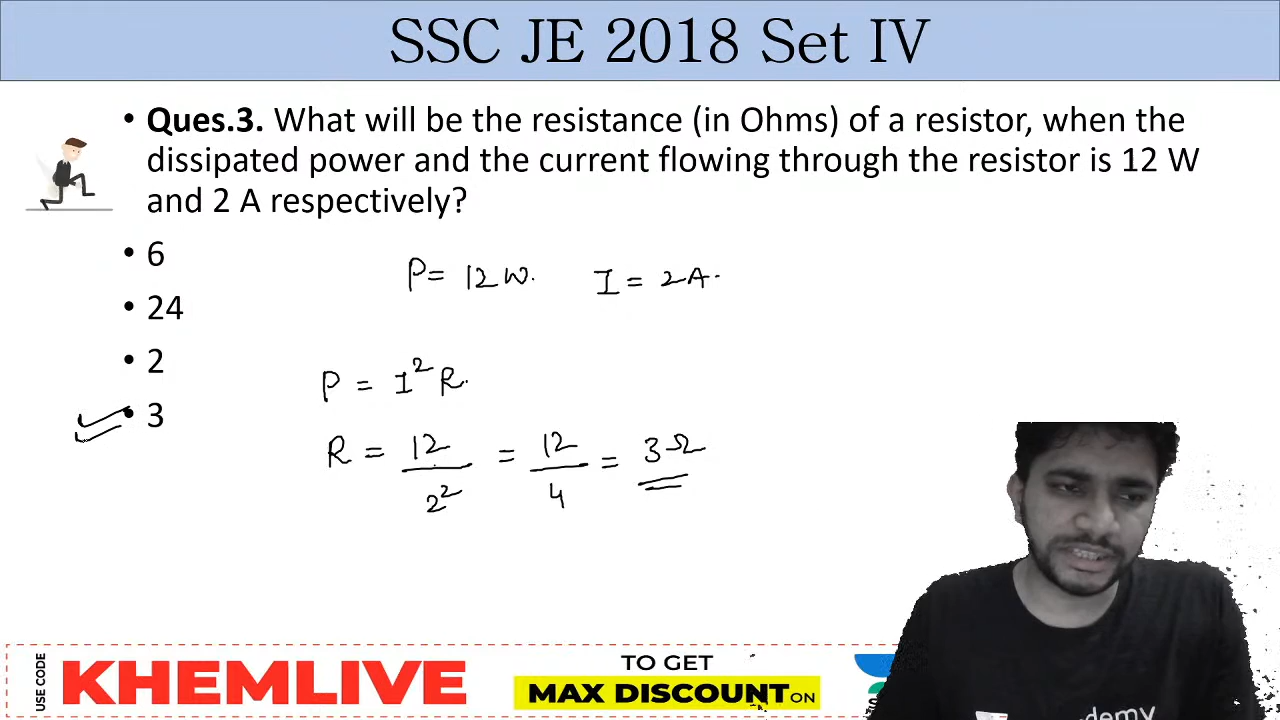 SSC JE 2018 Set IV
• Ques.3. What will be the resistance (in Ohms) of a resistor, when the
dissipated power and the current flowing through the resistor is 12 W
and 2 A respectively?
• 6
• 24
• 2
• 3
P = 12 W. I = 2 A.
P = I² R.
R = 12/2² = 12/4 = 3 Ω
USE CODE
KHEMLIVE
TO GET
MAX DISCOUNT ON